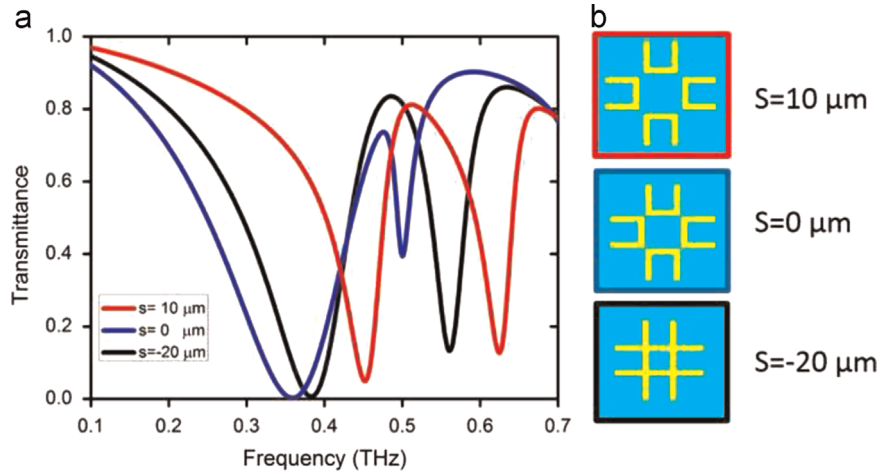 a
b
1.0
0.8
0.6
0.4
0.2
0.0
Transmittance
s= 10 μm
s= 0 μm
s=-20 μm
0.1 0.2 0.3 0.4 0.5 0.6 0.7
Frequency (THz)
S=10 μm
S=0 μm
S=-20 μm